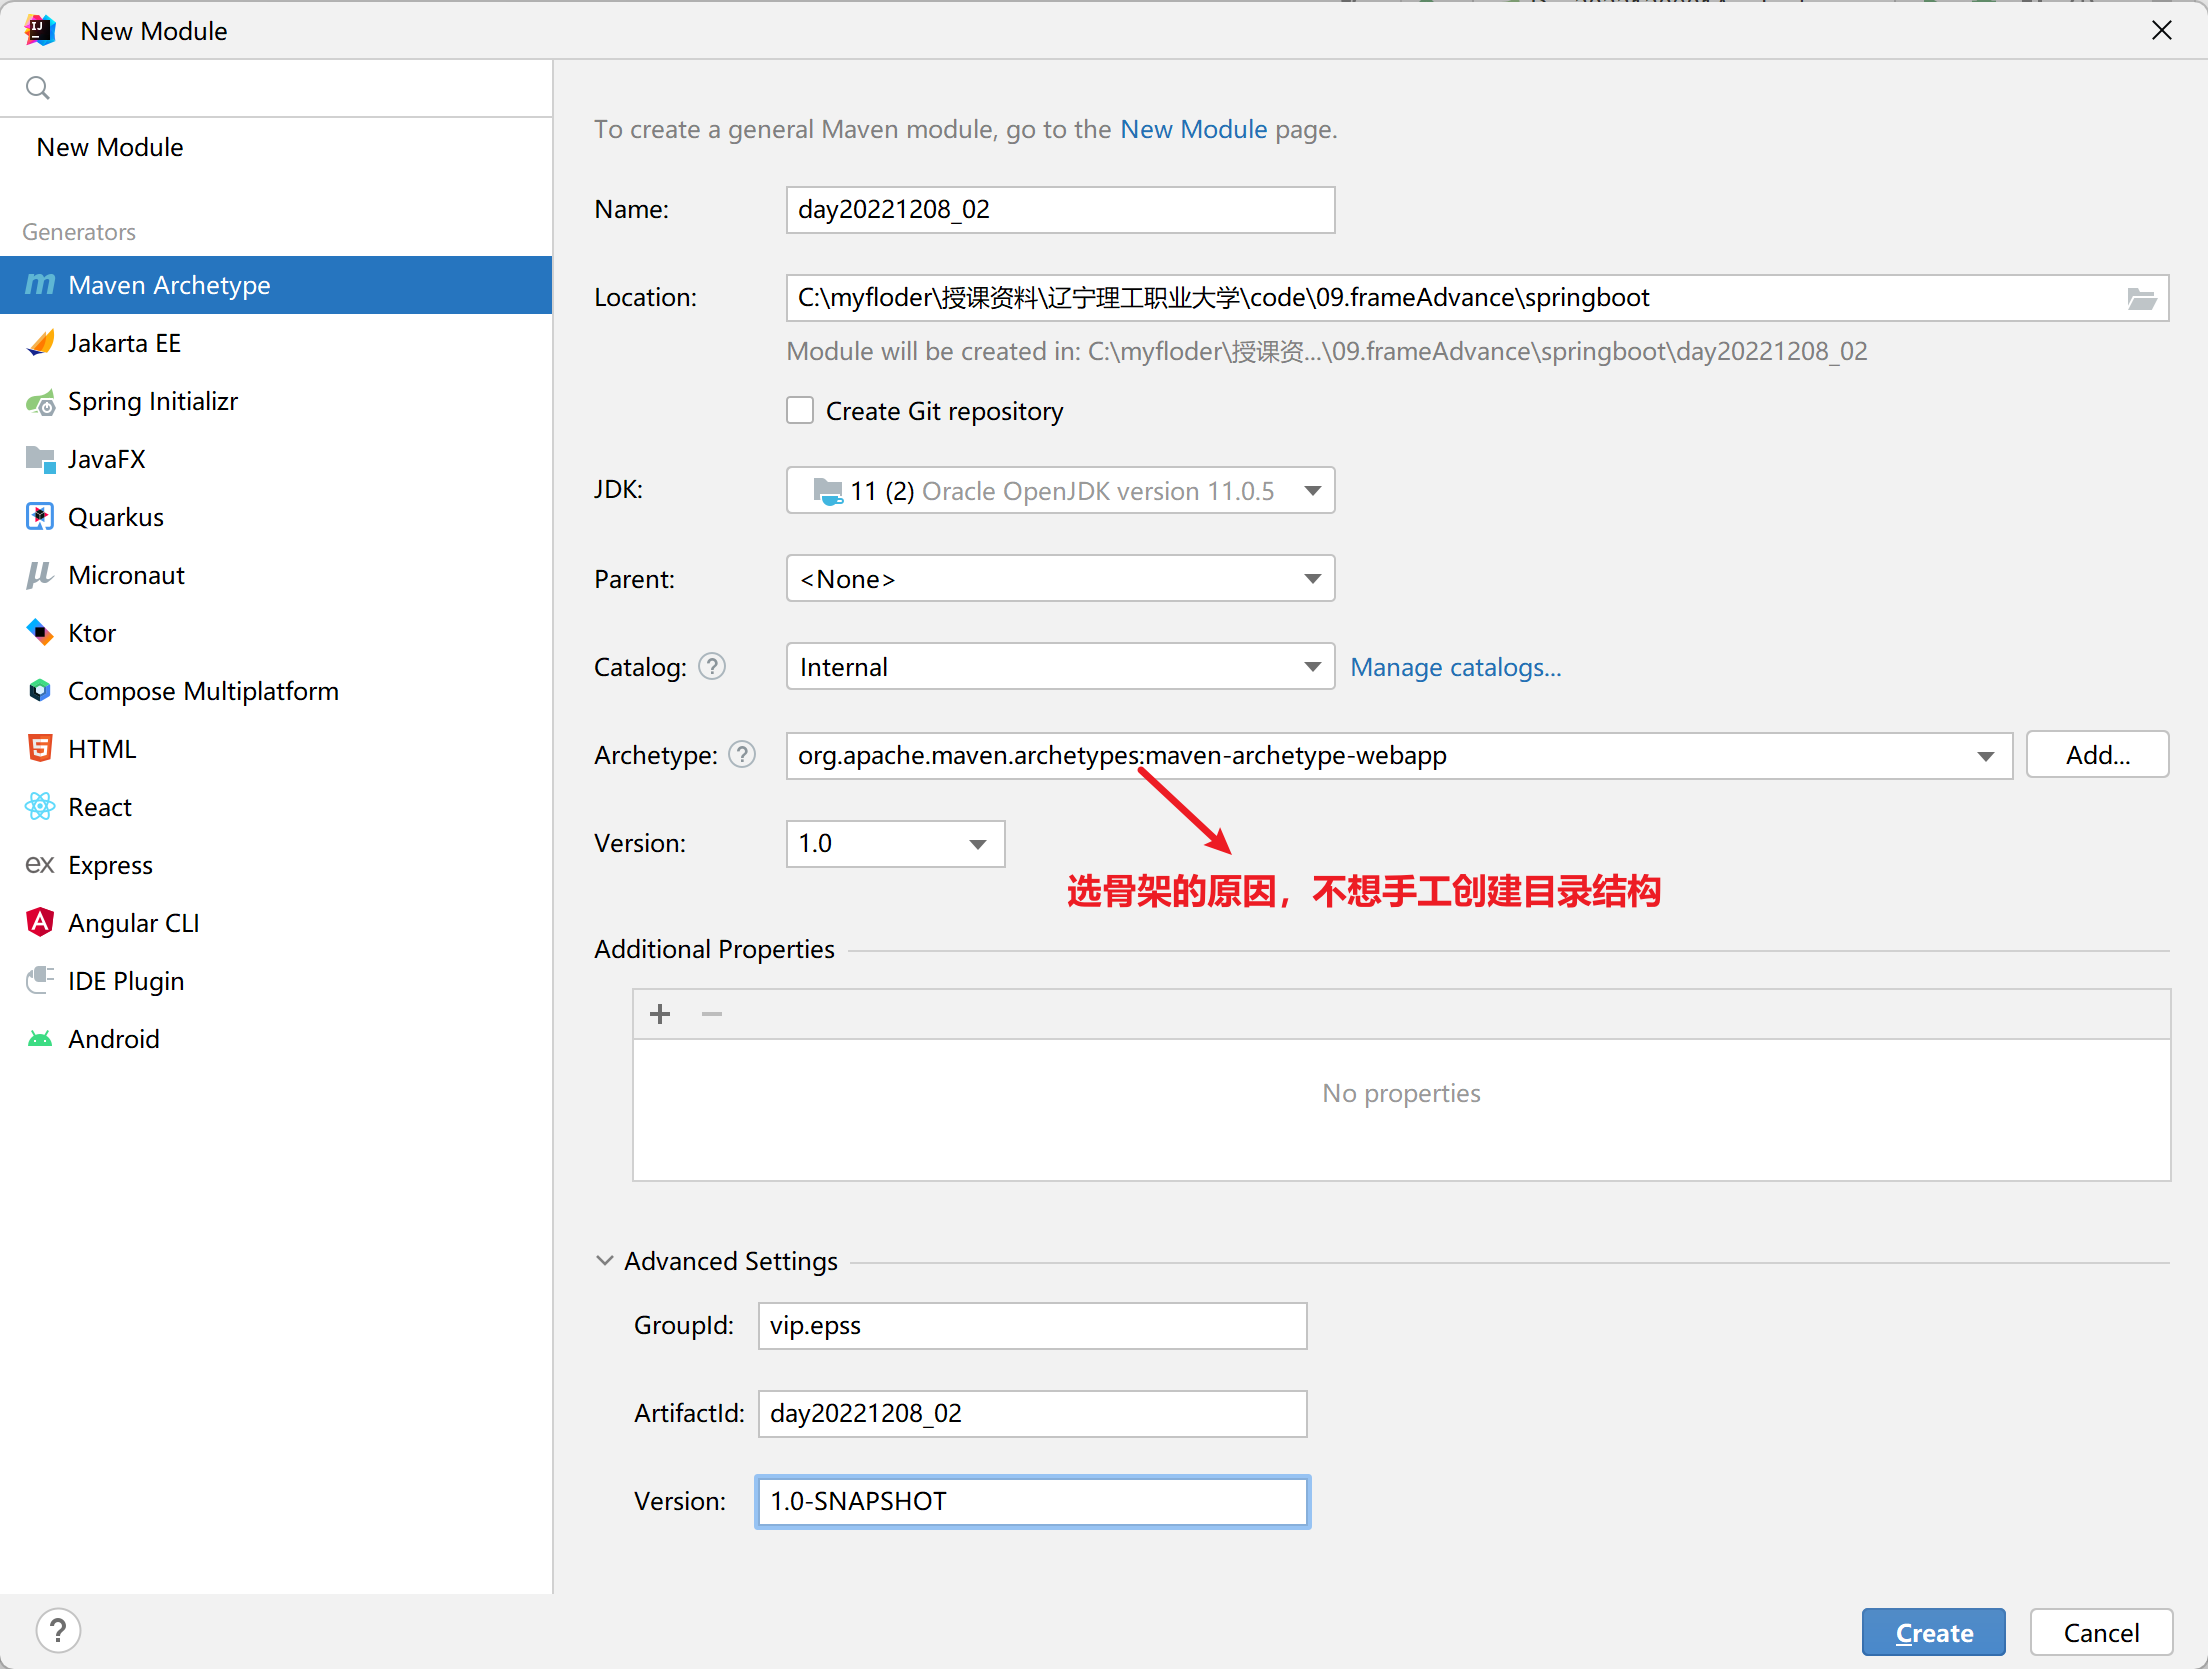 New Module
New Module
Generators
Maven Archetype
Jakarta EE
Spring Initializr
JavaFX
Quarkus
Micronaut
Ktor
Compose Multiplatform
HTML
React
Express
Angular CLI
IDE Plugin
Android
To create a general Maven module, go to the New Module page.
Name: day20221208_02
Location: C:\myfloder\授课资料\辽宁理工职业大学\code\09.frameAdvance\springboot
Module will be created in: C:\myfloder\授课资...\09.frameAdvance\springboot\day20221208_02
Create Git repository
JDK: 11 (2) Oracle OpenJDK version 11.0.5
Parent: <None>
Catalog: ? Internal Manage catalogs...
Archetype: ? org.apache.maven.archetypes:maven-archetype-webapp Add...
Version: 1.0
选骨架的原因，不想手工创建目录结构
Additional Properties
No properties
Advanced Settings
GroupId: vip.epss
ArtifactId: day20221208_02
Version: 1.0-SNAPSHOT
? Create Cancel